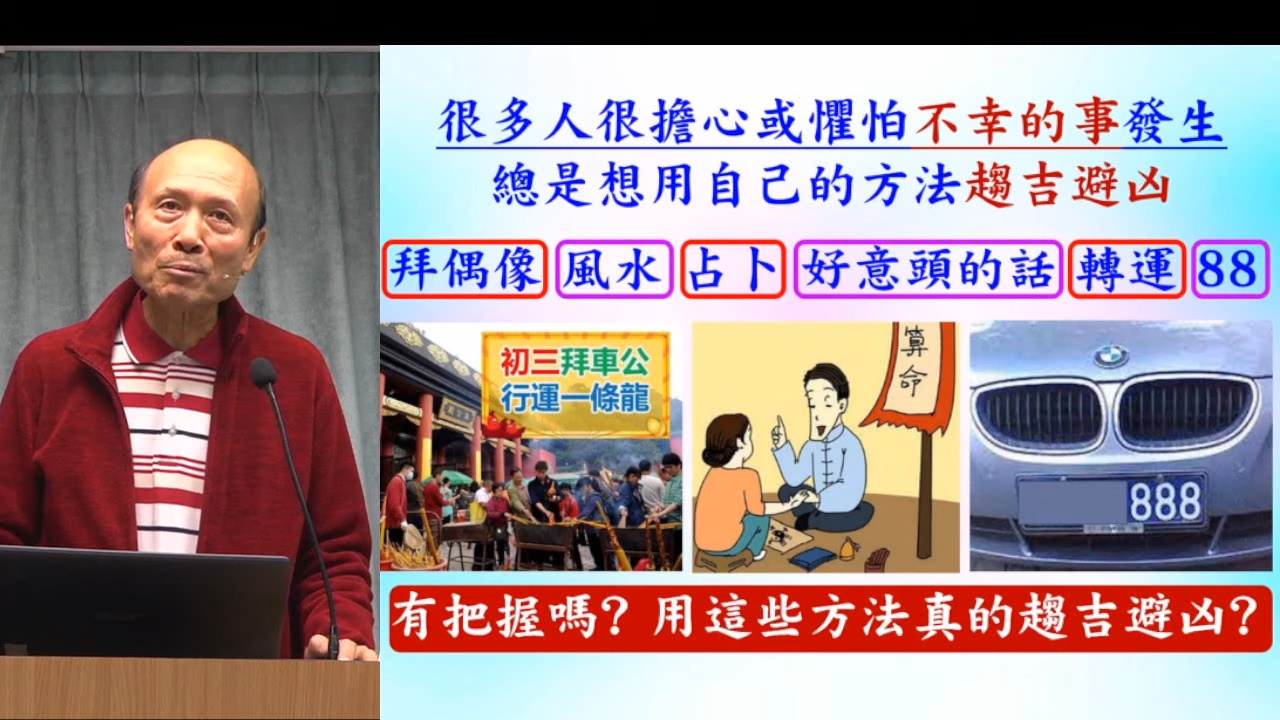 很多人很擔心或懼怕不幸的事發生
總是想用自己的方法趨吉避凶
拜偶像 風水 占卜 好意頭的話 轉運 88
初三拜車公
行運一條龍
算命
888
有把握嗎？用這些方法真的趨吉避凶？